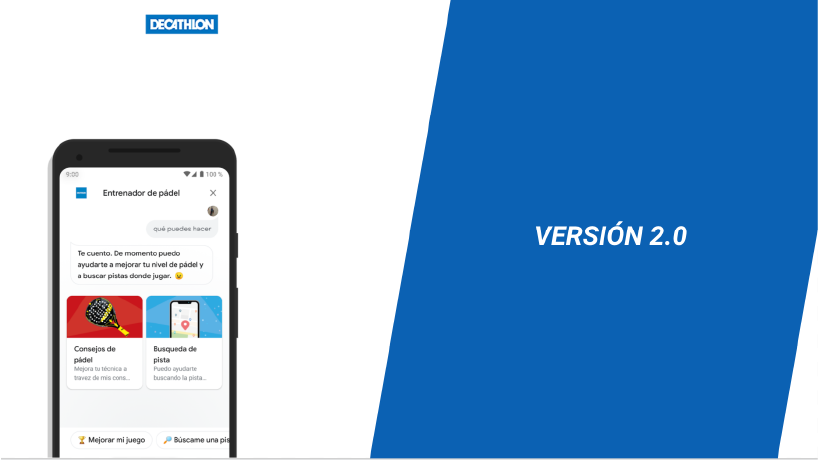 DECATHLON
9:00
100 %
Entrenador de pádel
qué puedes hacer
Te cuento. De momento puedo
ayudarte a mejorar tu nivel de pádel y
a buscar pistas donde jugar. 😉
Consejos de
pádel
Mejora tu técnica a
travez de mis cons...
Busqueda de
pista
Puedo ayudarte
buscando la pista...
🏆 Mejorar mi juego
🔎 Búscame una pis
VERSIÓN 2.0